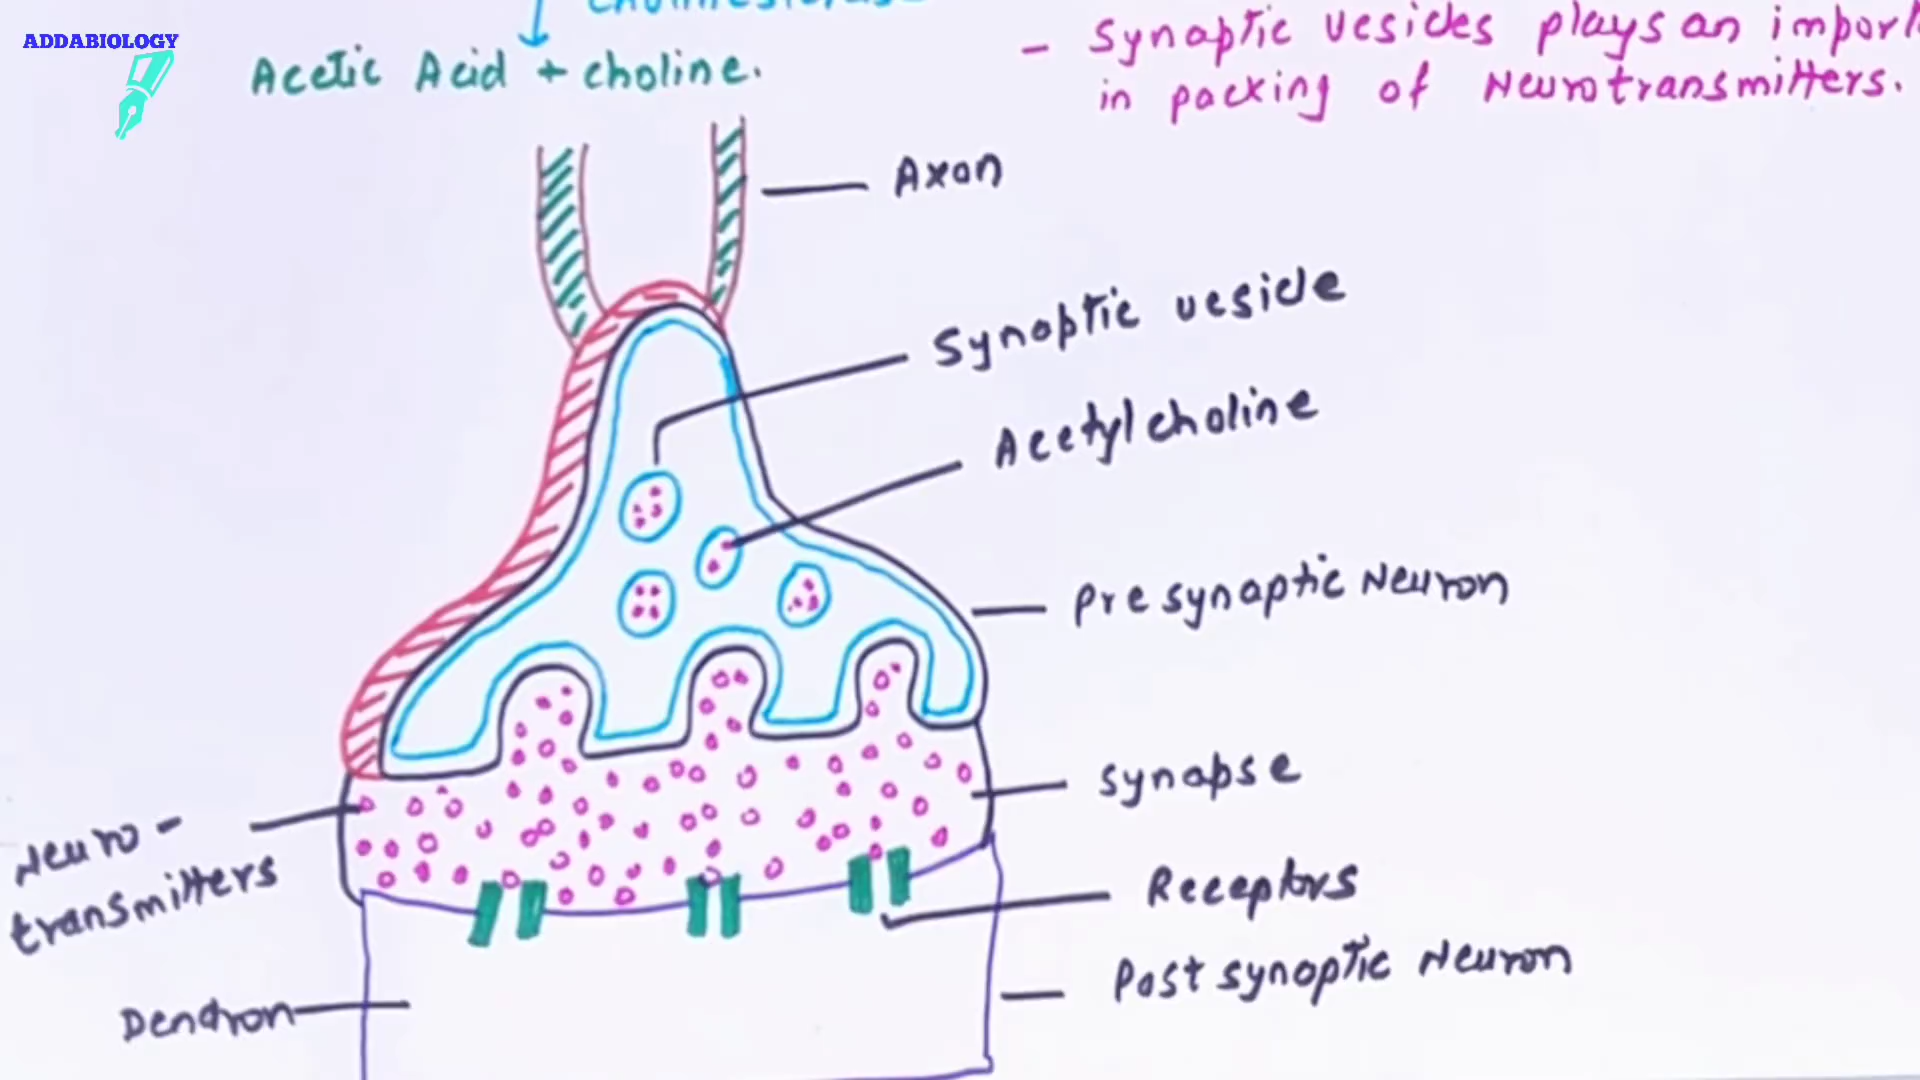 ADDABIOLOGY
Acetic Acid + choline.
- Synaptic vesicles plays an
in packing of Neurotransmitters.
Axon
Synaptic vesicle
Acetylcholine
Presynaptic Neuron
Synapse
Neuro-
transmitters
Receptors
Post synaptic Neuron
Dendron